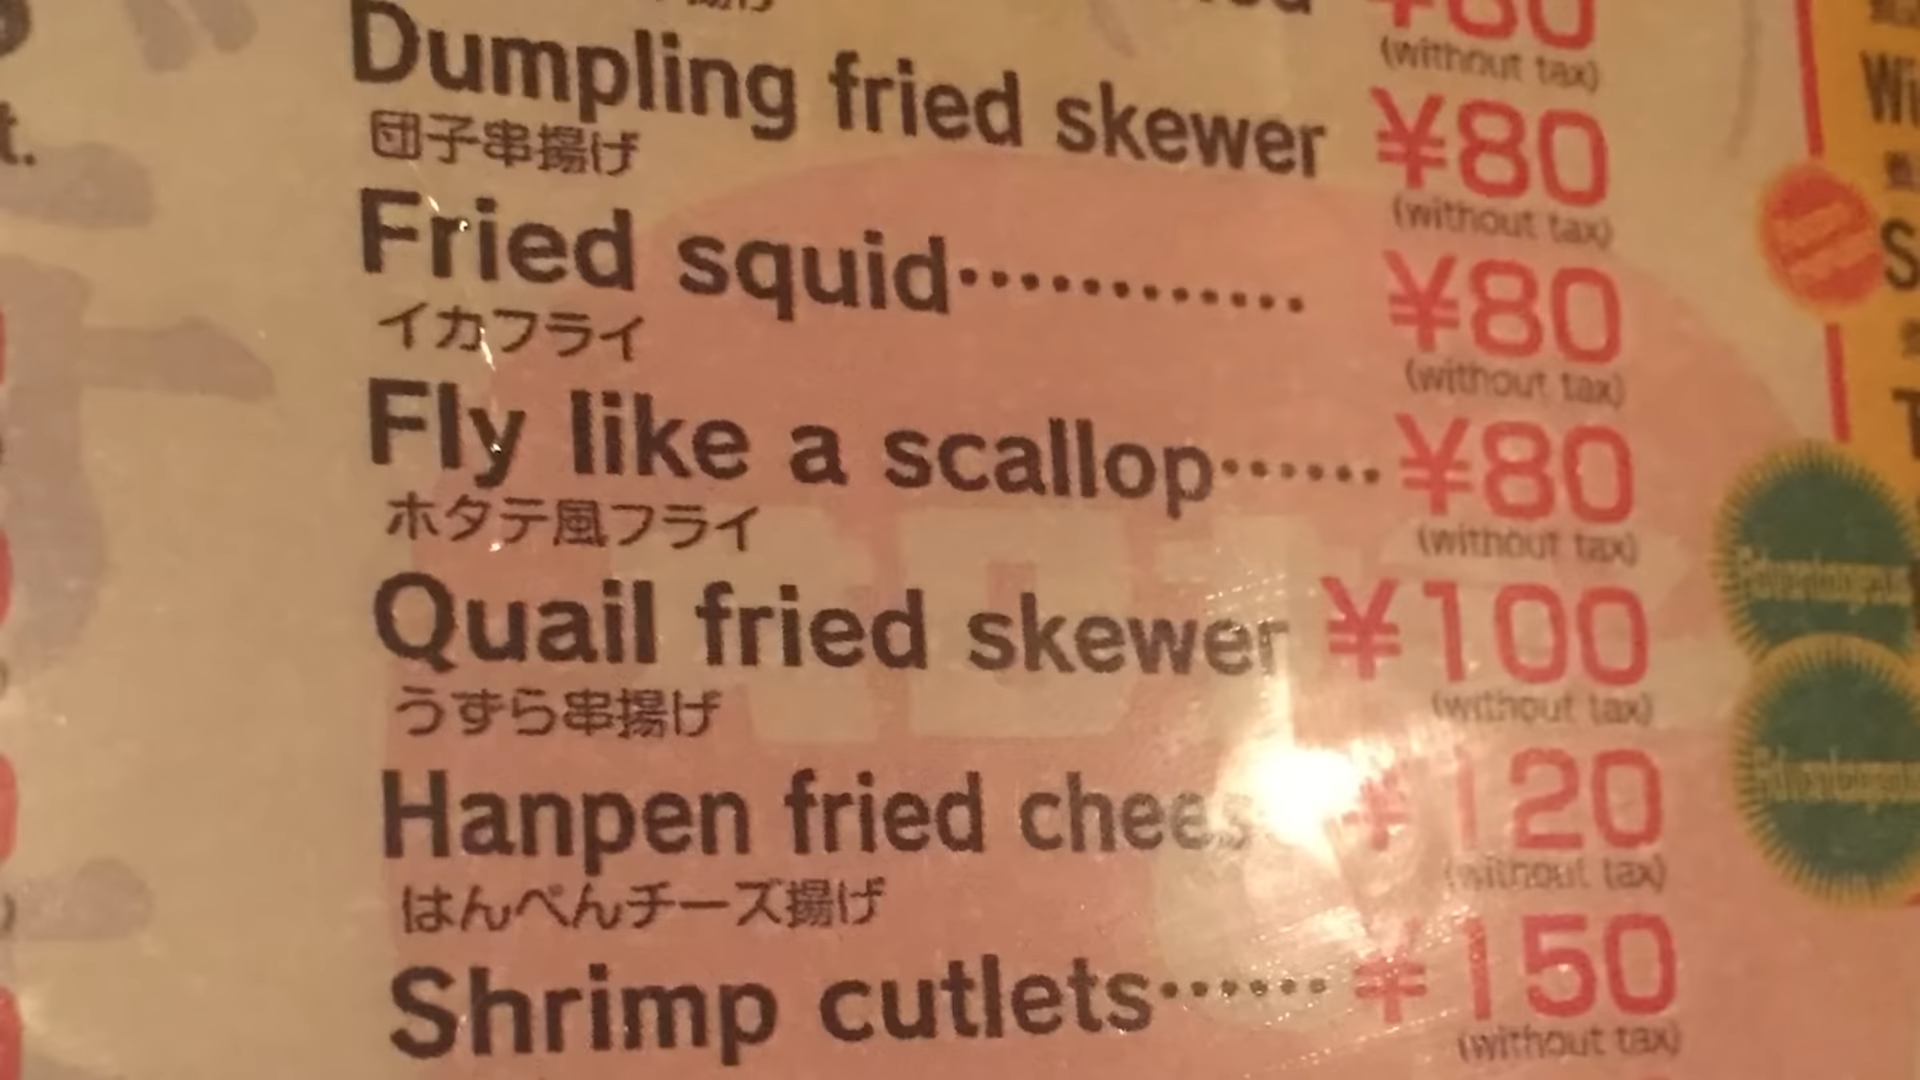 Dumpling fried skewer ¥80
団子串揚げ (without tax)
Fried squid············ ¥80
イカフライ (without tax)
Fly like a scallop······ ¥80
ホタテ風フライ (without tax)
Quail fried skewer ¥100
うずら串揚げ (without tax)
Hanpen fried chees ¥120
はんぺんチーズ揚げ (without tax)
Shrimp cutlets······ ¥150
(without tax)